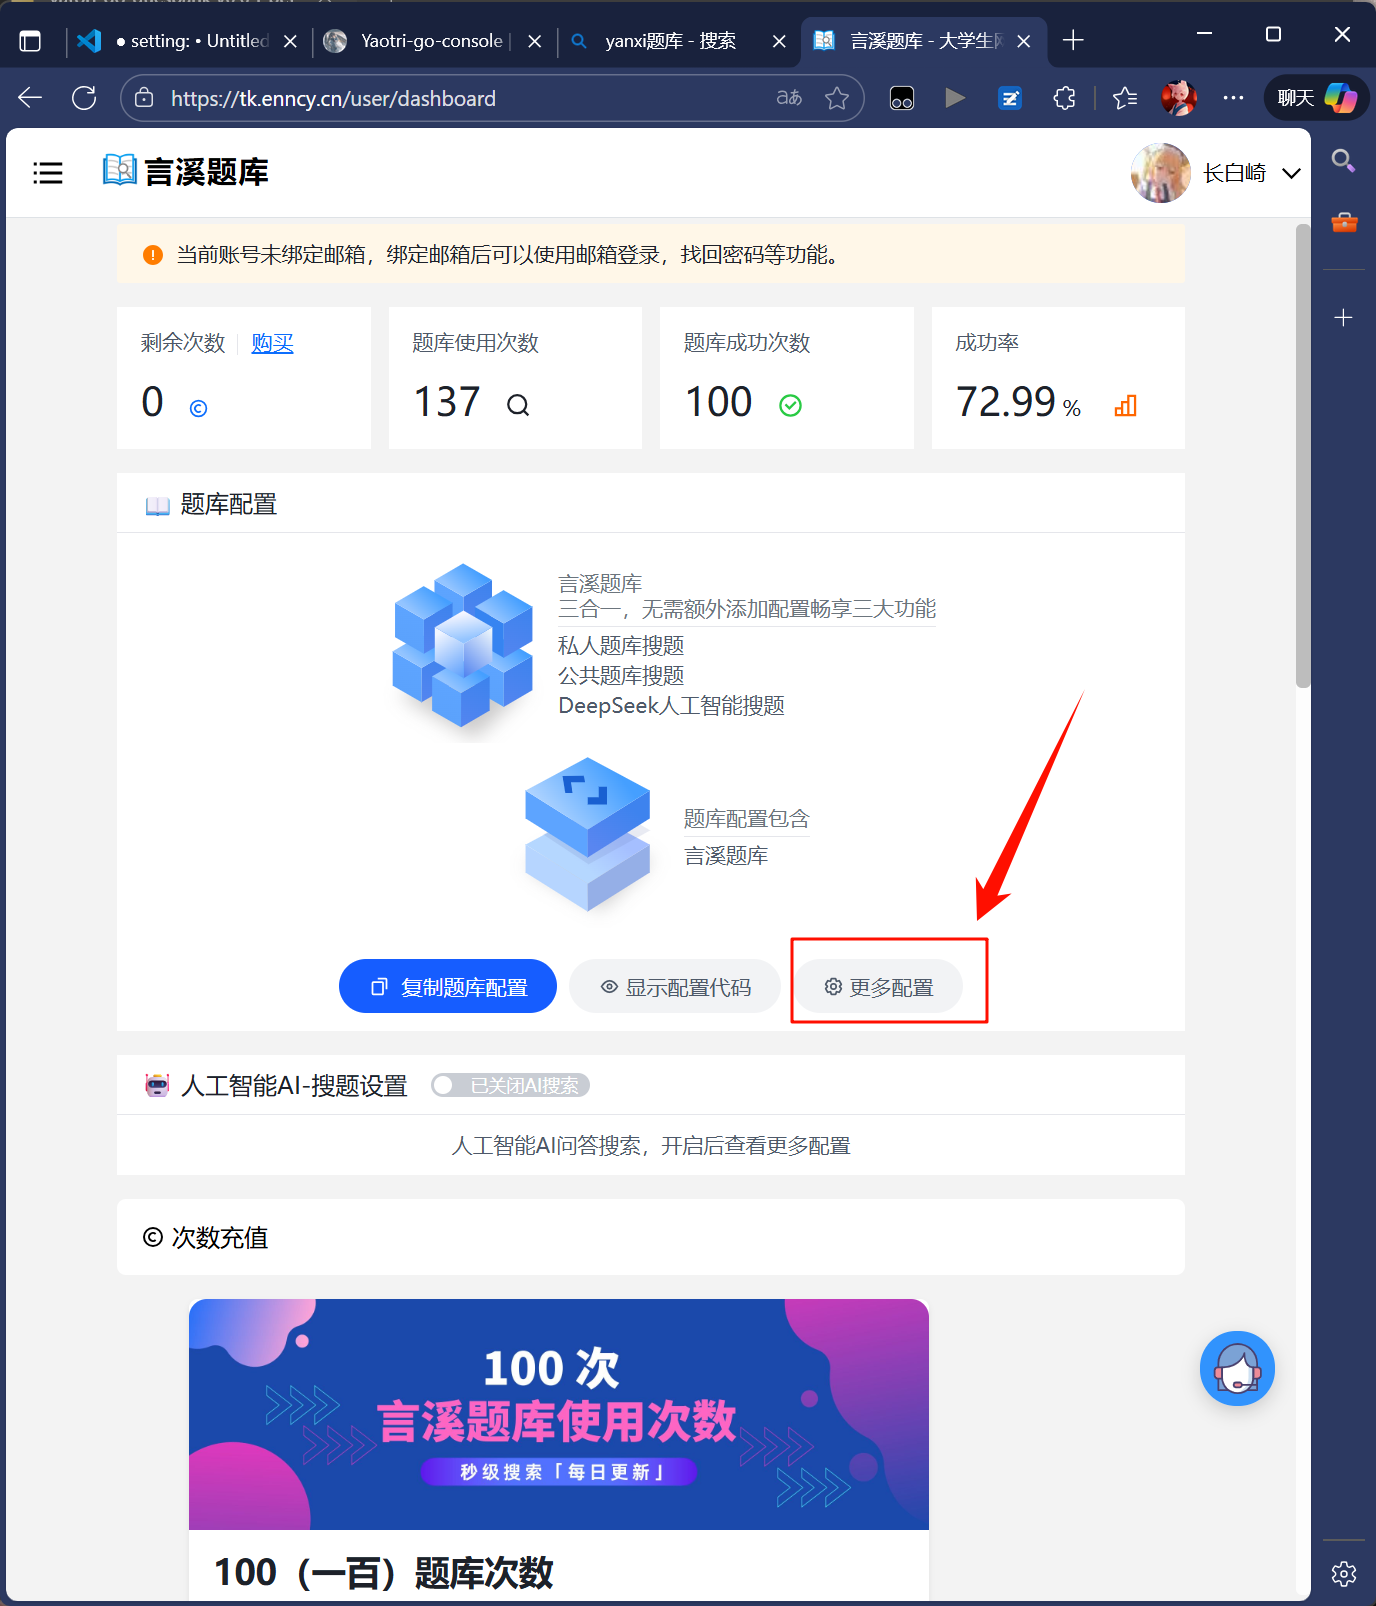 setting: • Untitled
Yaotri-go-console
yanxi题库 - 搜索
言溪题库 - 大学生
https://tk.enncy.cn/user/dashboard
aあ
聊天
言溪题库
长白崎
当前账号未绑定邮箱，绑定邮箱后可以使用邮箱登录，找回密码等功能。
剩余次数 购买
0
题库使用次数
137
题库成功次数
100
成功率
72.99 %
题库配置
言溪题库
三合一，无需额外添加配置畅享三大功能
私人题库搜题
公共题库搜题
DeepSeek人工智能搜题
题库配置包含
言溪题库
复制题库配置
显示配置代码
更多配置
人工智能AI-搜题设置
已关闭AI搜索
人工智能AI问答搜索，开启后查看更多配置
次数充值
100 次
言溪题库使用次数
秒级搜索「每日更新」
100（一百）题库次数